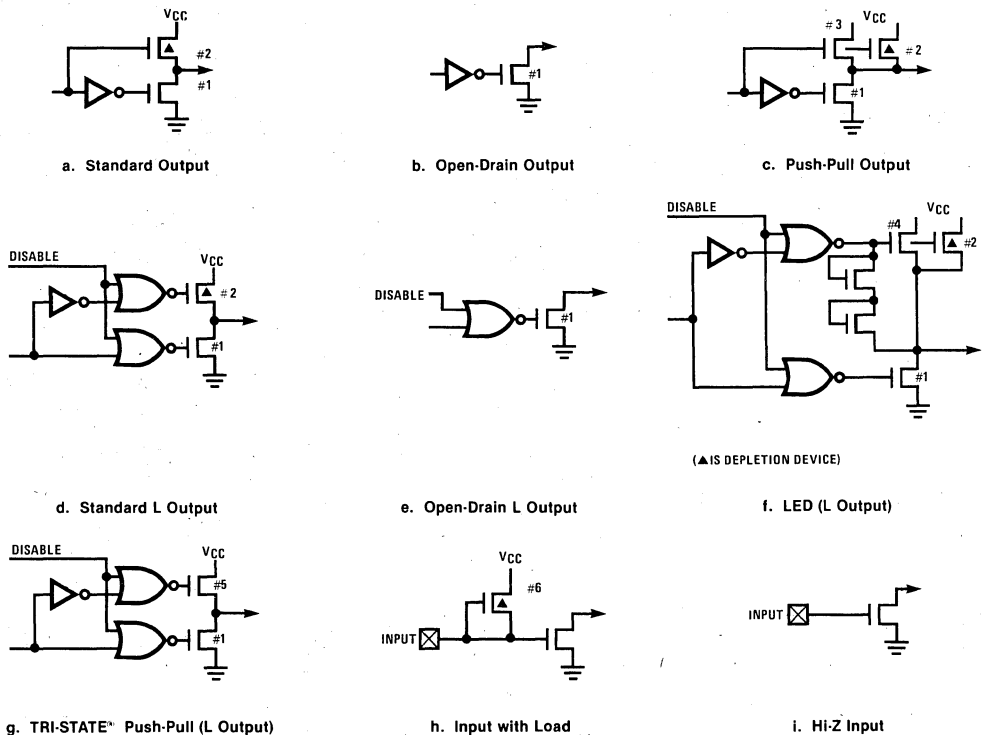 VCC
#2
#1
a. Standard Output
#1
b. Open-Drain Output
#3 VCC
#2
#1
c. Push-Pull Output
DISABLE
VCC
#2
#1
d. Standard L Output
DISABLE
#1
e. Open-Drain L Output
DISABLE
#4 VCC
#2
#1
(▲IS DEPLETION DEVICE)
f. LED (L Output)
DISABLE
VCC
#5
#1
g. TRI-STATE® Push-Pull (L Output)
VCC
#6
INPUT
h. Input with Load
INPUT
i. Hi-Z Input